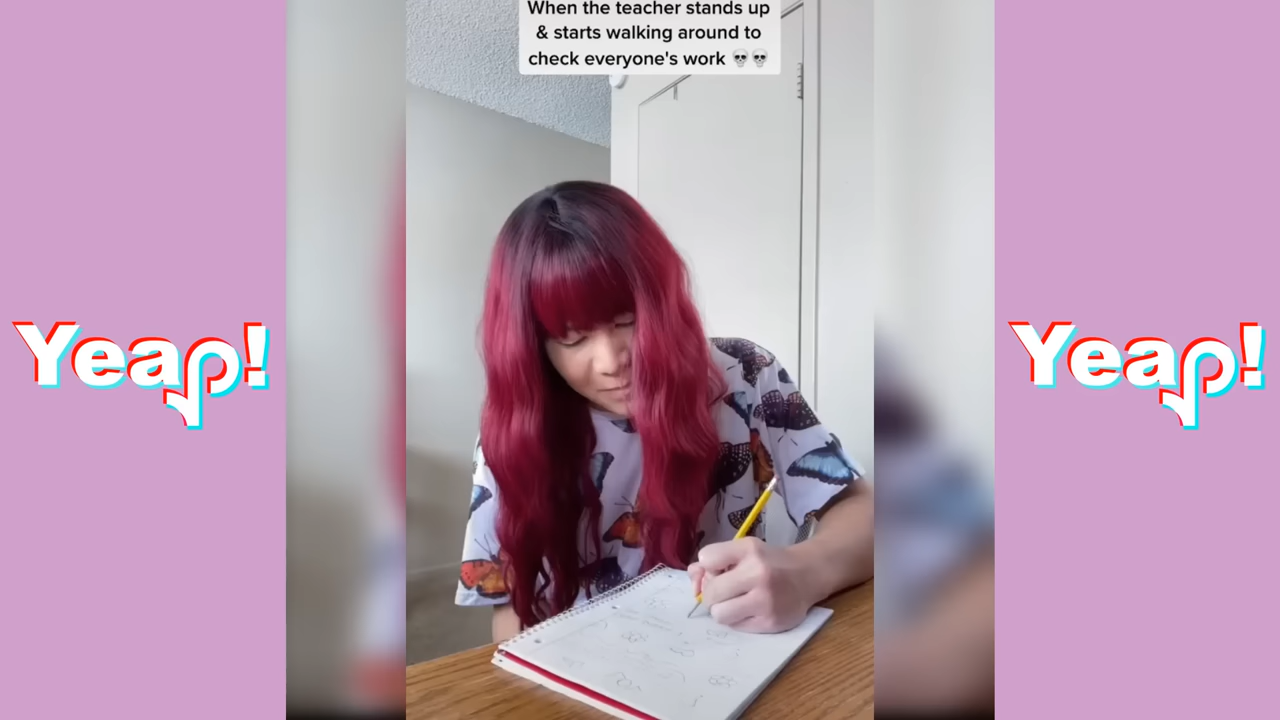 When the teacher stands up
& starts walking around to
check everyone's work 💀💀
Yeap!
Yeap!